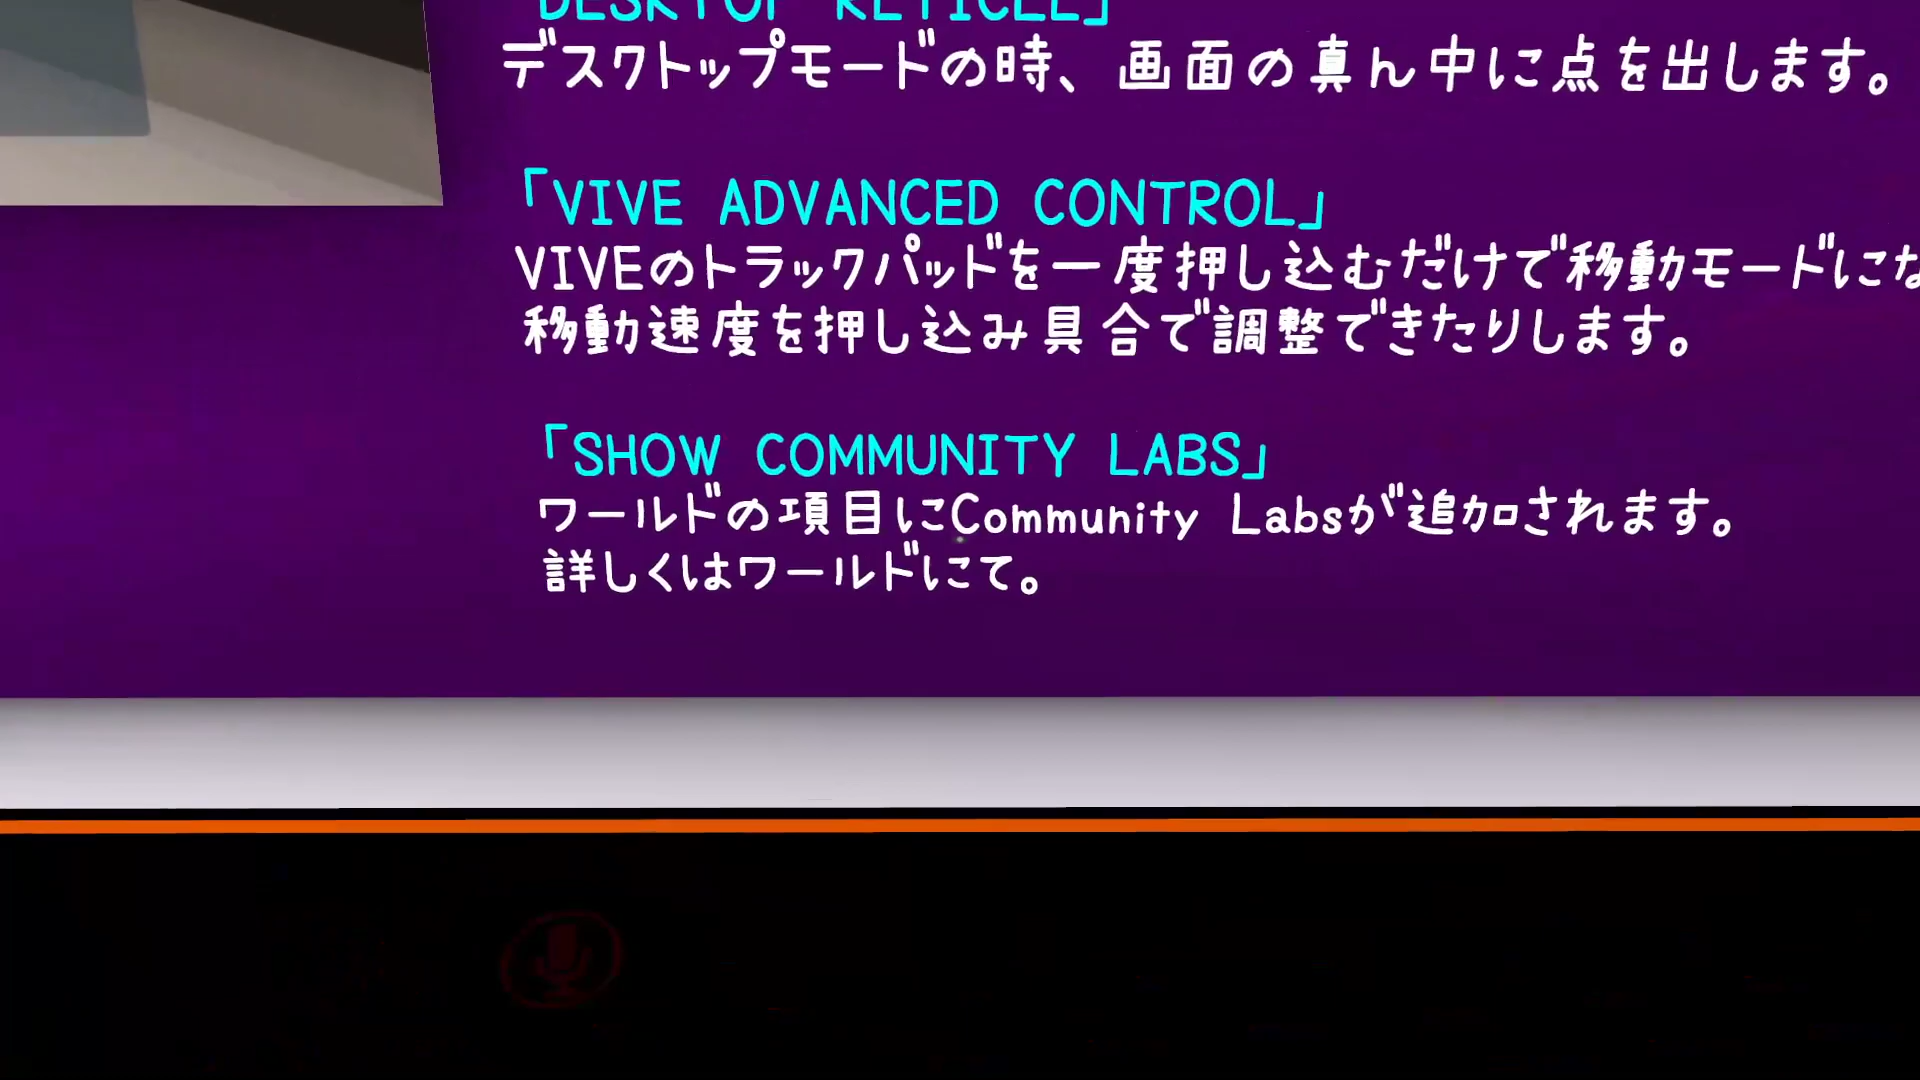 「DESKTOP RETICLE」
デスクトップモードの時、画面の真ん中に点を出します。
「VIVE ADVANCED CONTROL」
VIVEのトラックパッドを一度押し込むだけで移動モードにな
移動速度を押し込み具合で調整できたりします。
「SHOW COMMUNITY LABS」
ワールドの項目にCommunity Labsが追加されます。
詳しくはワールドにて。